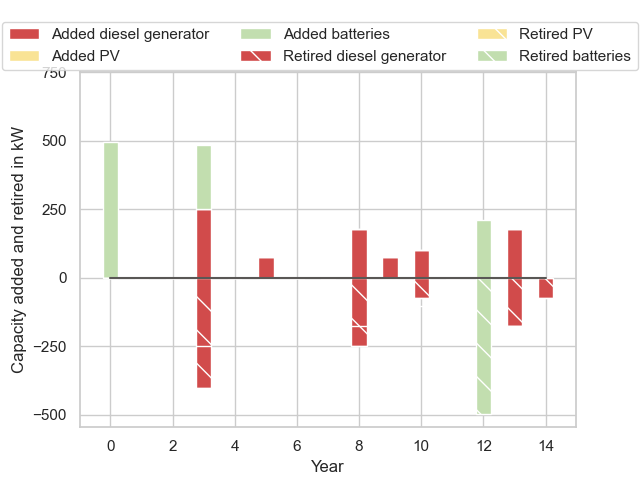 Added diesel generator Added batteries Retired PV
Added PV Retired diesel generator Retired batteries
750
500
250
0
−250
−500
Capacity added and retired in kW
0 2 4 6 8 10 12 14
Year